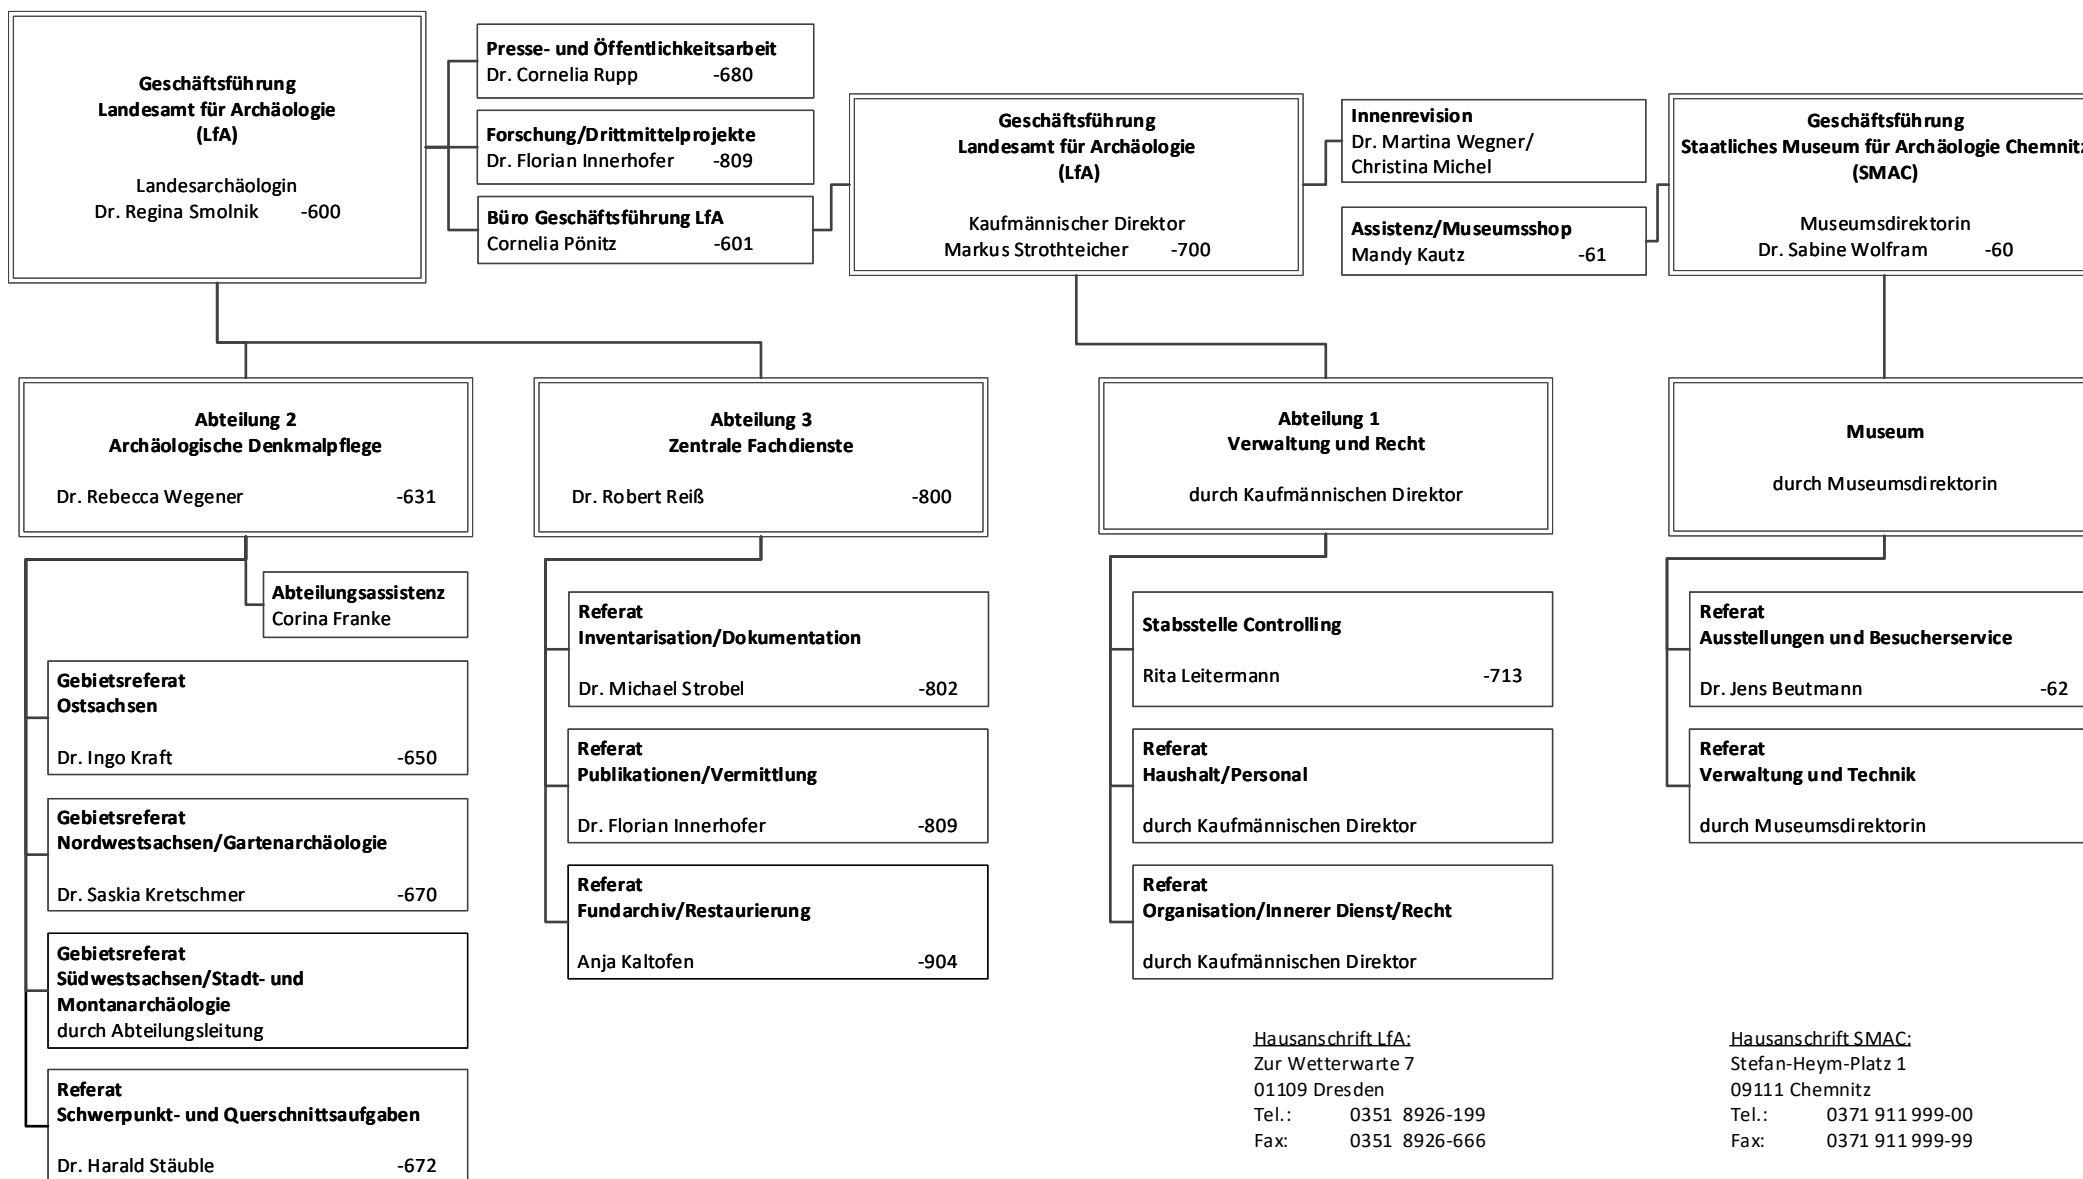 Geschäftsführung
Landesamt für Archäologie
(LfA)
Landesarchäologin
Dr. Regina Smolnik -600
Presse- und Öffentlichkeitsarbeit
Dr. Cornelia Rupp -680
Forschung/Drittmittelprojekte
Dr. Florian Innerhofer -809
Büro Geschäftsführung LfA
Cornelia Pönitz -601
Geschäftsführung
Landesamt für Archäologie
(LfA)
Kaufmännischer Direktor
Markus Strothteicher -700
Innenrevision
Dr. Martina Wegner/
Christina Michel
Assistenz/Museumsshop
Mandy Kautz -61
Geschäftsführung
Staatliches Museum für Archäologie Chemnitz
(SMAC)
Museumsdirektorin
Dr. Sabine Wolfram -60
Abteilung 2
Archäologische Denkmalpflege
Dr. Rebecca Wegener -631
Abteilungsassistenz
Corina Franke
Gebietsreferat
Ostsachsen
Dr. Ingo Kraft -650
Gebietsreferat
Nordwestsachsen/Gartenarchäologie
Dr. Saskia Kretschmer -670
Gebietsreferat
Südwestsachsen/Stadt- und
Montanarchäologie
durch Abteilungsleitung
Referat
Schwerpunkt- und Querschnittsaufgaben
Dr. Harald Stäuble -672
Abteilung 3
Zentrale Fachdienste
Dr. Robert Reiß -800
Referat
Inventarisation/Dokumentation
Dr. Michael Strobel -802
Referat
Publikationen/Vermittlung
Dr. Florian Innerhofer -809
Referat
Fundarchiv/Restaurierung
Anja Kaltofen -904
Abteilung 1
Verwaltung und Recht
durch Kaufmännischen Direktor
Stabsstelle Controlling
Rita Leitermann -713
Referat
Haushalt/Personal
durch Kaufmännischen Direktor
Referat
Organisation/Innerer Dienst/Recht
durch Kaufmännischen Direktor
Museum
durch Museumsdirektorin
Referat
Ausstellungen und Besucherservice
Dr. Jens Beutmann -62
Referat
Verwaltung und Technik
durch Museumsdirektorin
Hausanschrift LfA:
Zur Wetterwarte 7
01109 Dresden
Tel.: 0351 8926-199
Fax: 0351 8926-666
Hausanschrift SMAC:
Stefan-Heym-Platz 1
09111 Chemnitz
Tel.: 0371 911 999-00
Fax: 0371 911 999-99